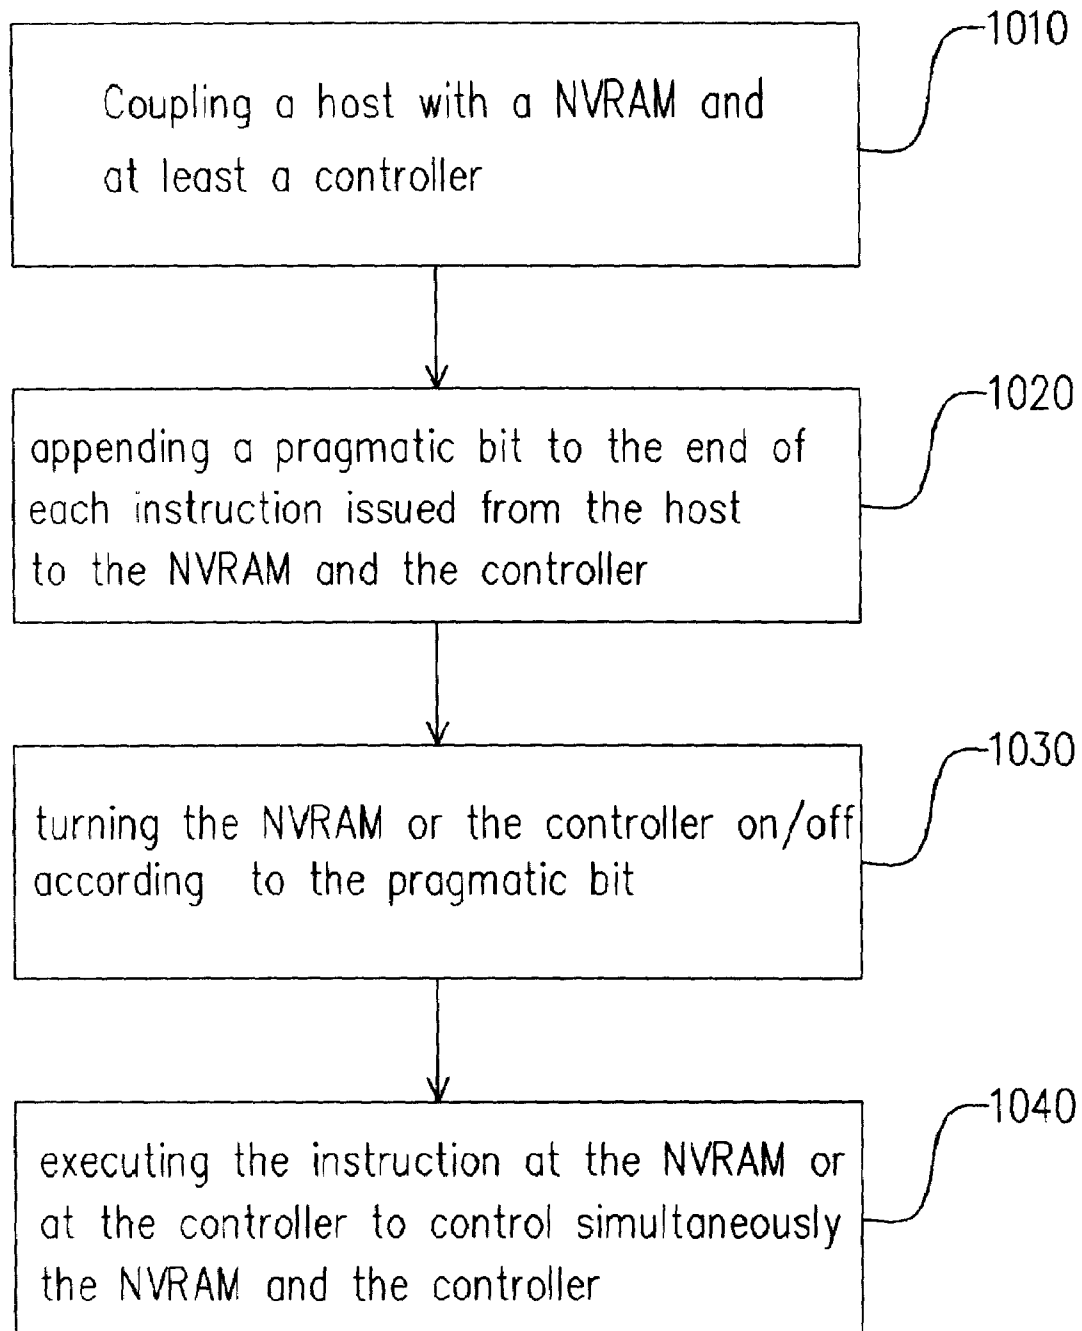 1010
Coupling a host with a NVRAM and
at least a controller
1020
appending a pragmatic bit to the end of
each instruction issued from the host
to the NVRAM and the controller
1030
turning the NVRAM or the controller on/off
according to the pragmatic bit
1040
executing the instruction at the NVRAM or
at the controller to control simultaneously
the NVRAM and the controller